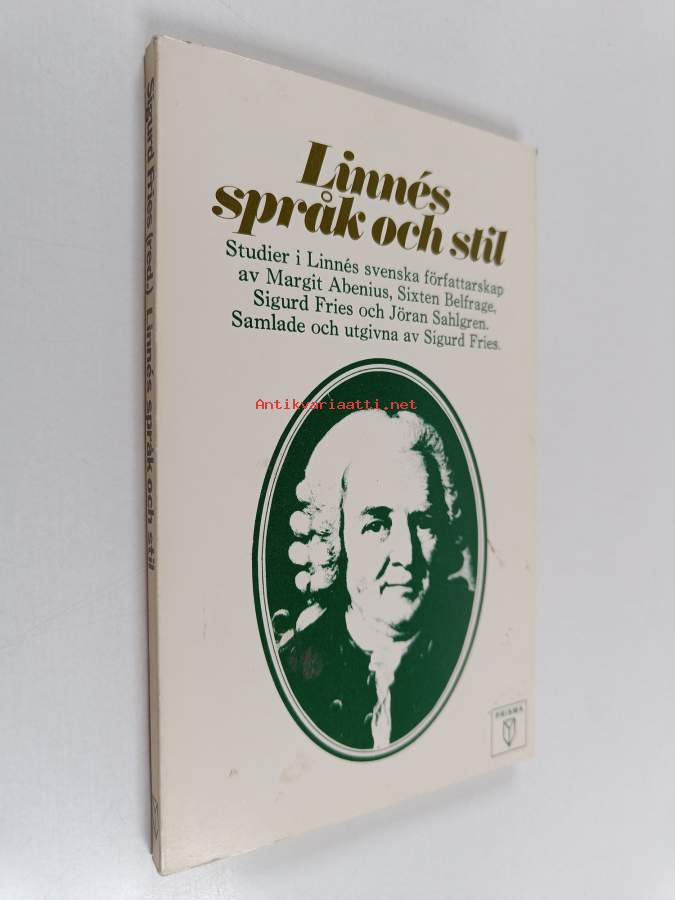 Linnés
språk och stil
Studier i Linnés svenska författarskap
av Margit Abenius, Sixten Belfrage,
Sigurd Fries och Jöran Sahlgren.
Samlade och utgivna av Sigurd Fries.
Antikvariaatti.net
PRISMA
Sigurd Fries (red.) Linnés språk och stil